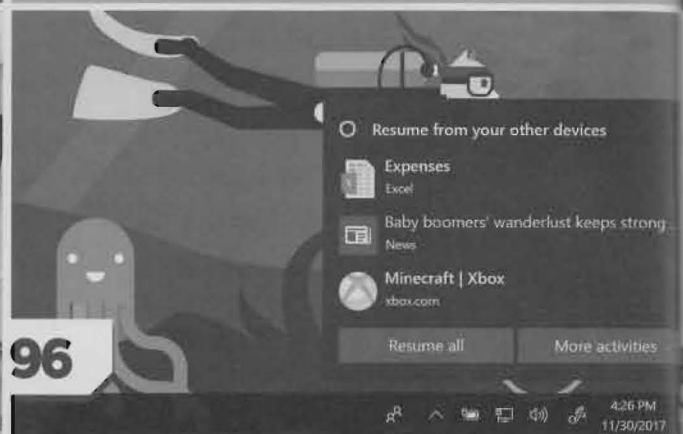 Resume from your other devices
Expenses
Excel
Baby boomers' wanderlust keeps strong...
News
Minecraft | Xbox
xbox.com
Resume all
More activities
96
4:26 PM
11/30/2017